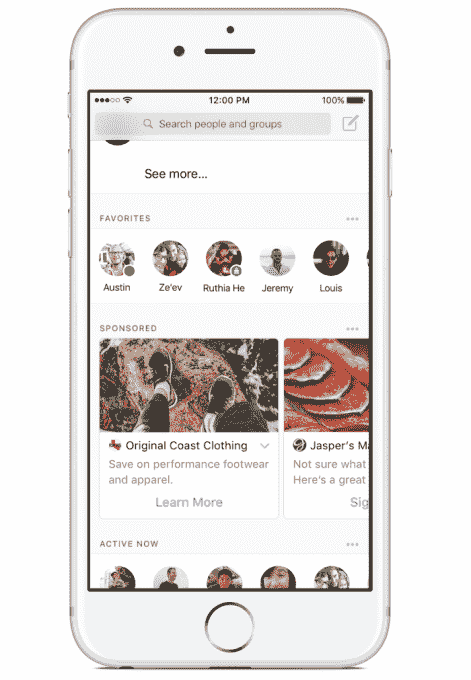 12:00 PM 100%
Search people and groups
See more...
FAVORITES
Austin Ze'ev Ruthia He Jeremy Louis
SPONSORED
Original Coast Clothing
Save on performance footwear
and apparel.
Learn More
Jasper's Ma
Not sure what
Here's a great
Sig
ACTIVE NOW